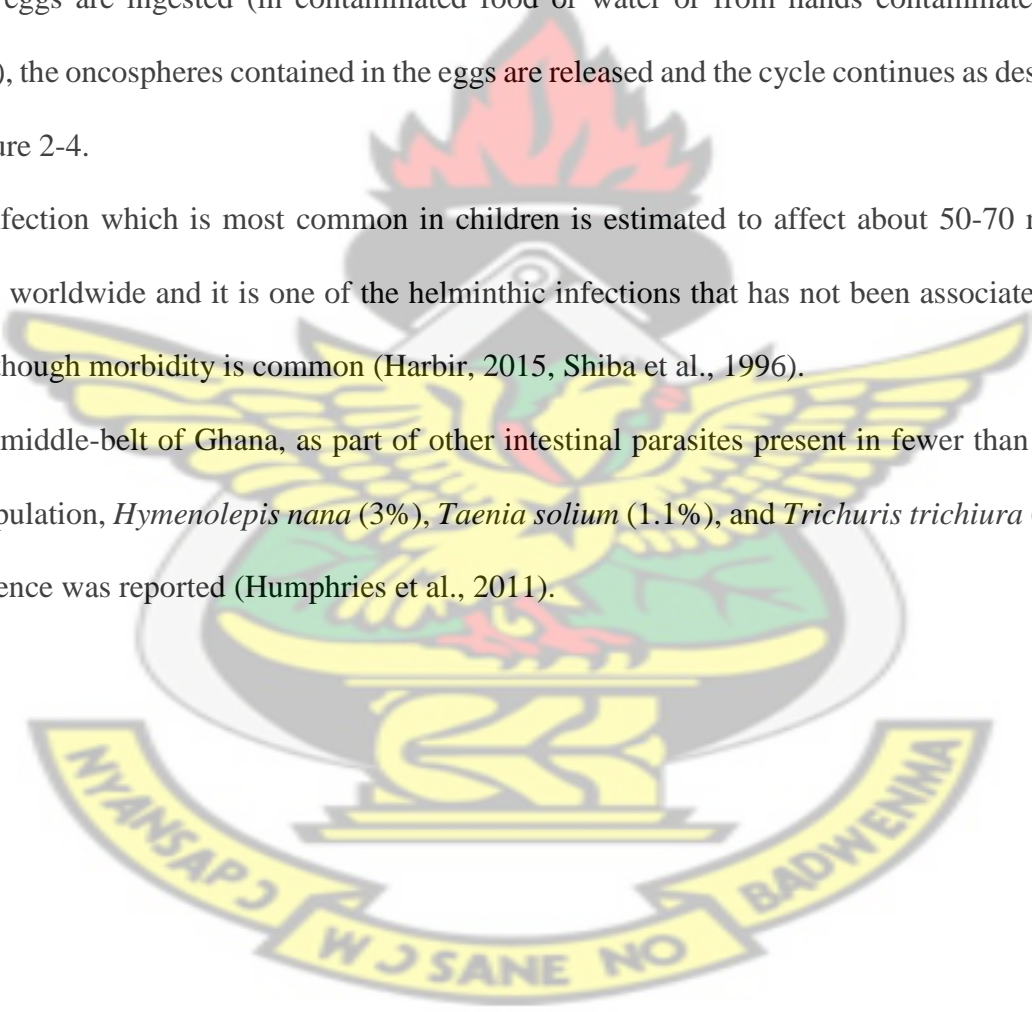 eggs are ingested (in contaminated food or water or from hands contaminate
), the oncospheres contained in the eggs are released and the cycle continues as des
ure 2-4.
fection which is most common in children is estimated to affect about 50-70
worldwide and it is one of the helminthic infections that has not been associate
though morbidity is common (Harbir, 2015, Shiba et al., 1996).
middle-belt of Ghana, as part of other intestinal parasites present in fewer than
pulation, Hymenolepis nana (3%), Taenia solium (1.1%), and Trichuris trichiura
ence was reported (Humphries et al., 2011).
NYANSAPƆ WƆSANE NO BADWENMA